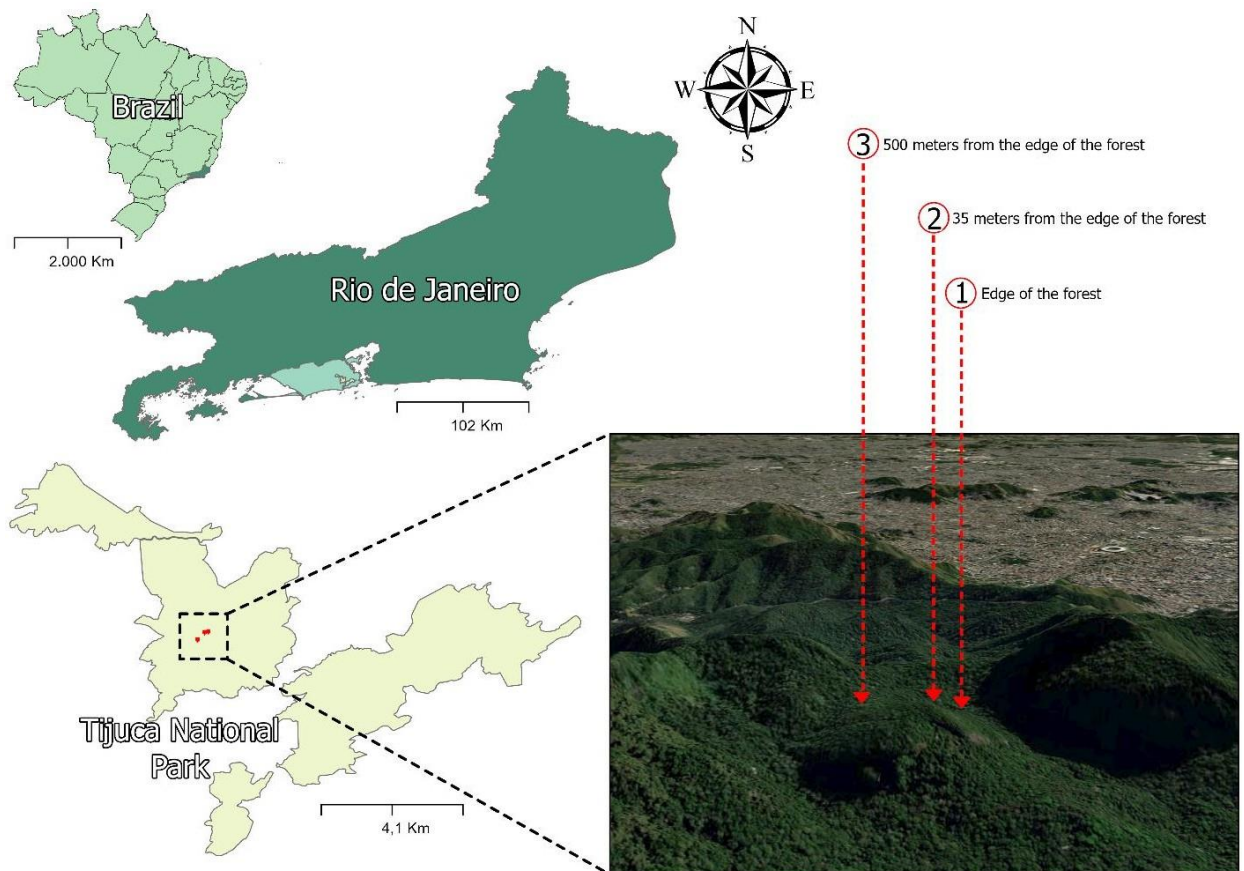 Brazil
2.000 Km
Rio de Janeiro
102 Km
N
W E
S
3 500 meters from the edge of the forest
2 35 meters from the edge of the forest
1 Edge of the forest
Tijuca National
Park
4,1 Km